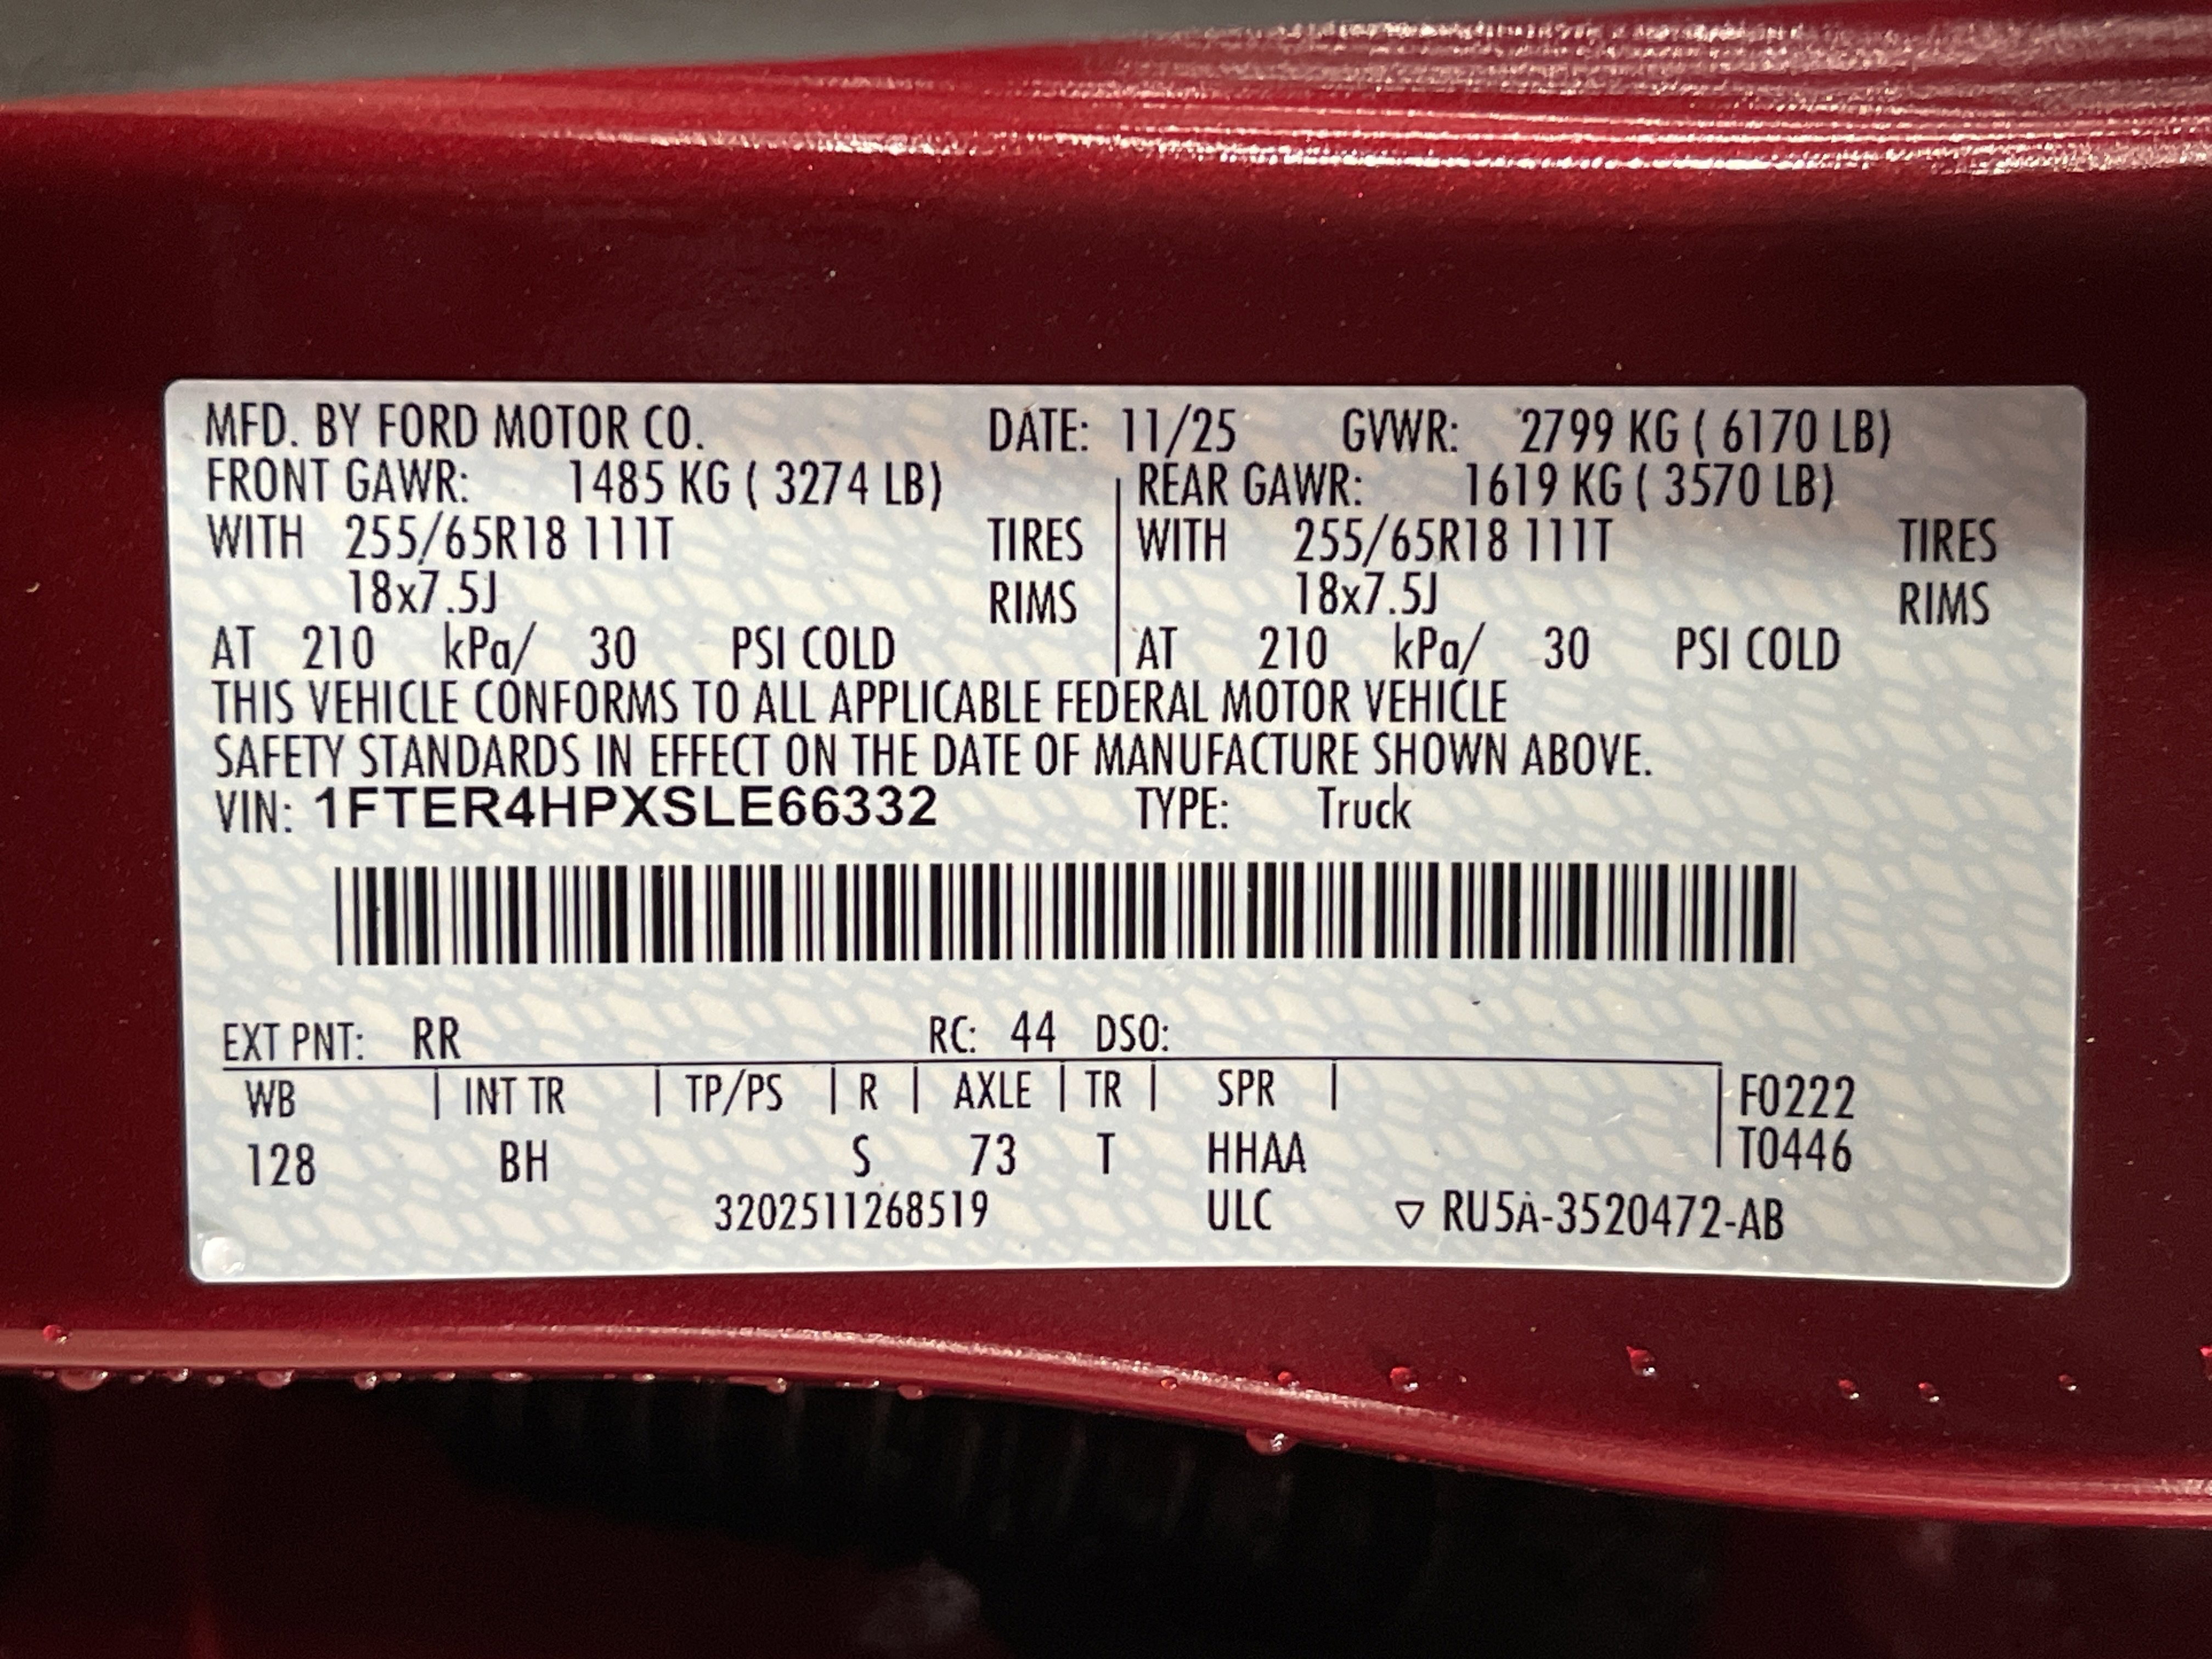 MFD. BY FORD MOTOR CO. DATE: 11/25 GVWR: 2799 KG ( 6170 LB)
FRONT GAWR: 1485 KG ( 3274 LB) REAR GAWR: 1619 KG ( 3570 LB)
WITH 255/65R18 111T TIRES WITH 255/65R18 111T TIRES
18x7.5J RIMS 18x7.5J RIMS
AT 210 kPa/ 30 PSI COLD AT 210 kPa/ 30 PSI COLD
THIS VEHICLE CONFORMS TO ALL APPLICABLE FEDERAL MOTOR VEHICLE
SAFETY STANDARDS IN EFFECT ON THE DATE OF MANUFACTURE SHOWN ABOVE.
VIN: 1FTER4HPXSLE66332 TYPE: Truck
EXT PNT: RR RC: 44 DSO:
WB INT TR TP/PS R AXLE TR SPR F0222
128 BH S 73 T HHAA T0446
3202511268519 ULC ▽ RU5A-3520472-AB